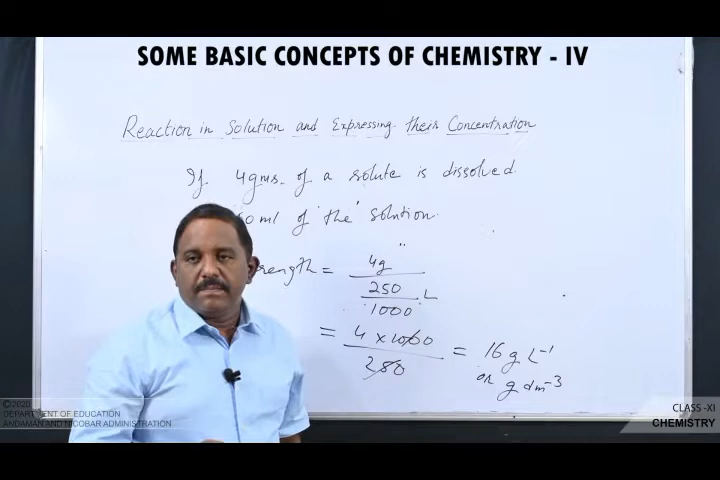 SOME BASIC CONCEPTS OF CHEMISTRY - IV
Reaction in Solution and Expressing their Concentration
If 4gms. of a solute is dissolved.
ml of "the" solution.
rength = 4g
250
1000 L
= 4 x 1000
250
= 16 g L⁻¹
or g dm⁻³
©2020
DEPARTMENT OF EDUCATION
ANDAMAN AND NICOBAR ADMINISTRATION
CLASS -XI
CHEMISTRY